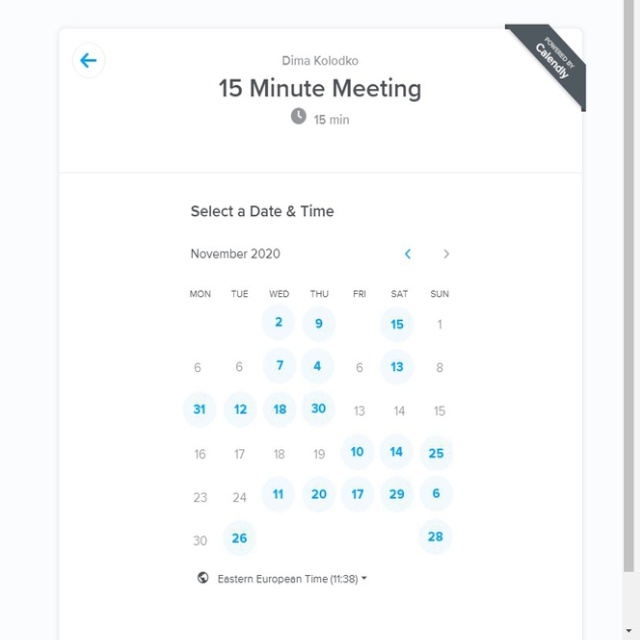 POWERED BY
Calendly
Dima Kolodko
15 Minute Meeting
15 min
Select a Date & Time
November 2020
MON TUE WED THU FRI SAT SUN
2 9 15 1
6 6 7 4 6 13 8
31 12 18 30 13 14 15
16 17 18 19 10 14 25
23 24 11 20 17 29 6
30 26 28
Eastern European Time (11:38)